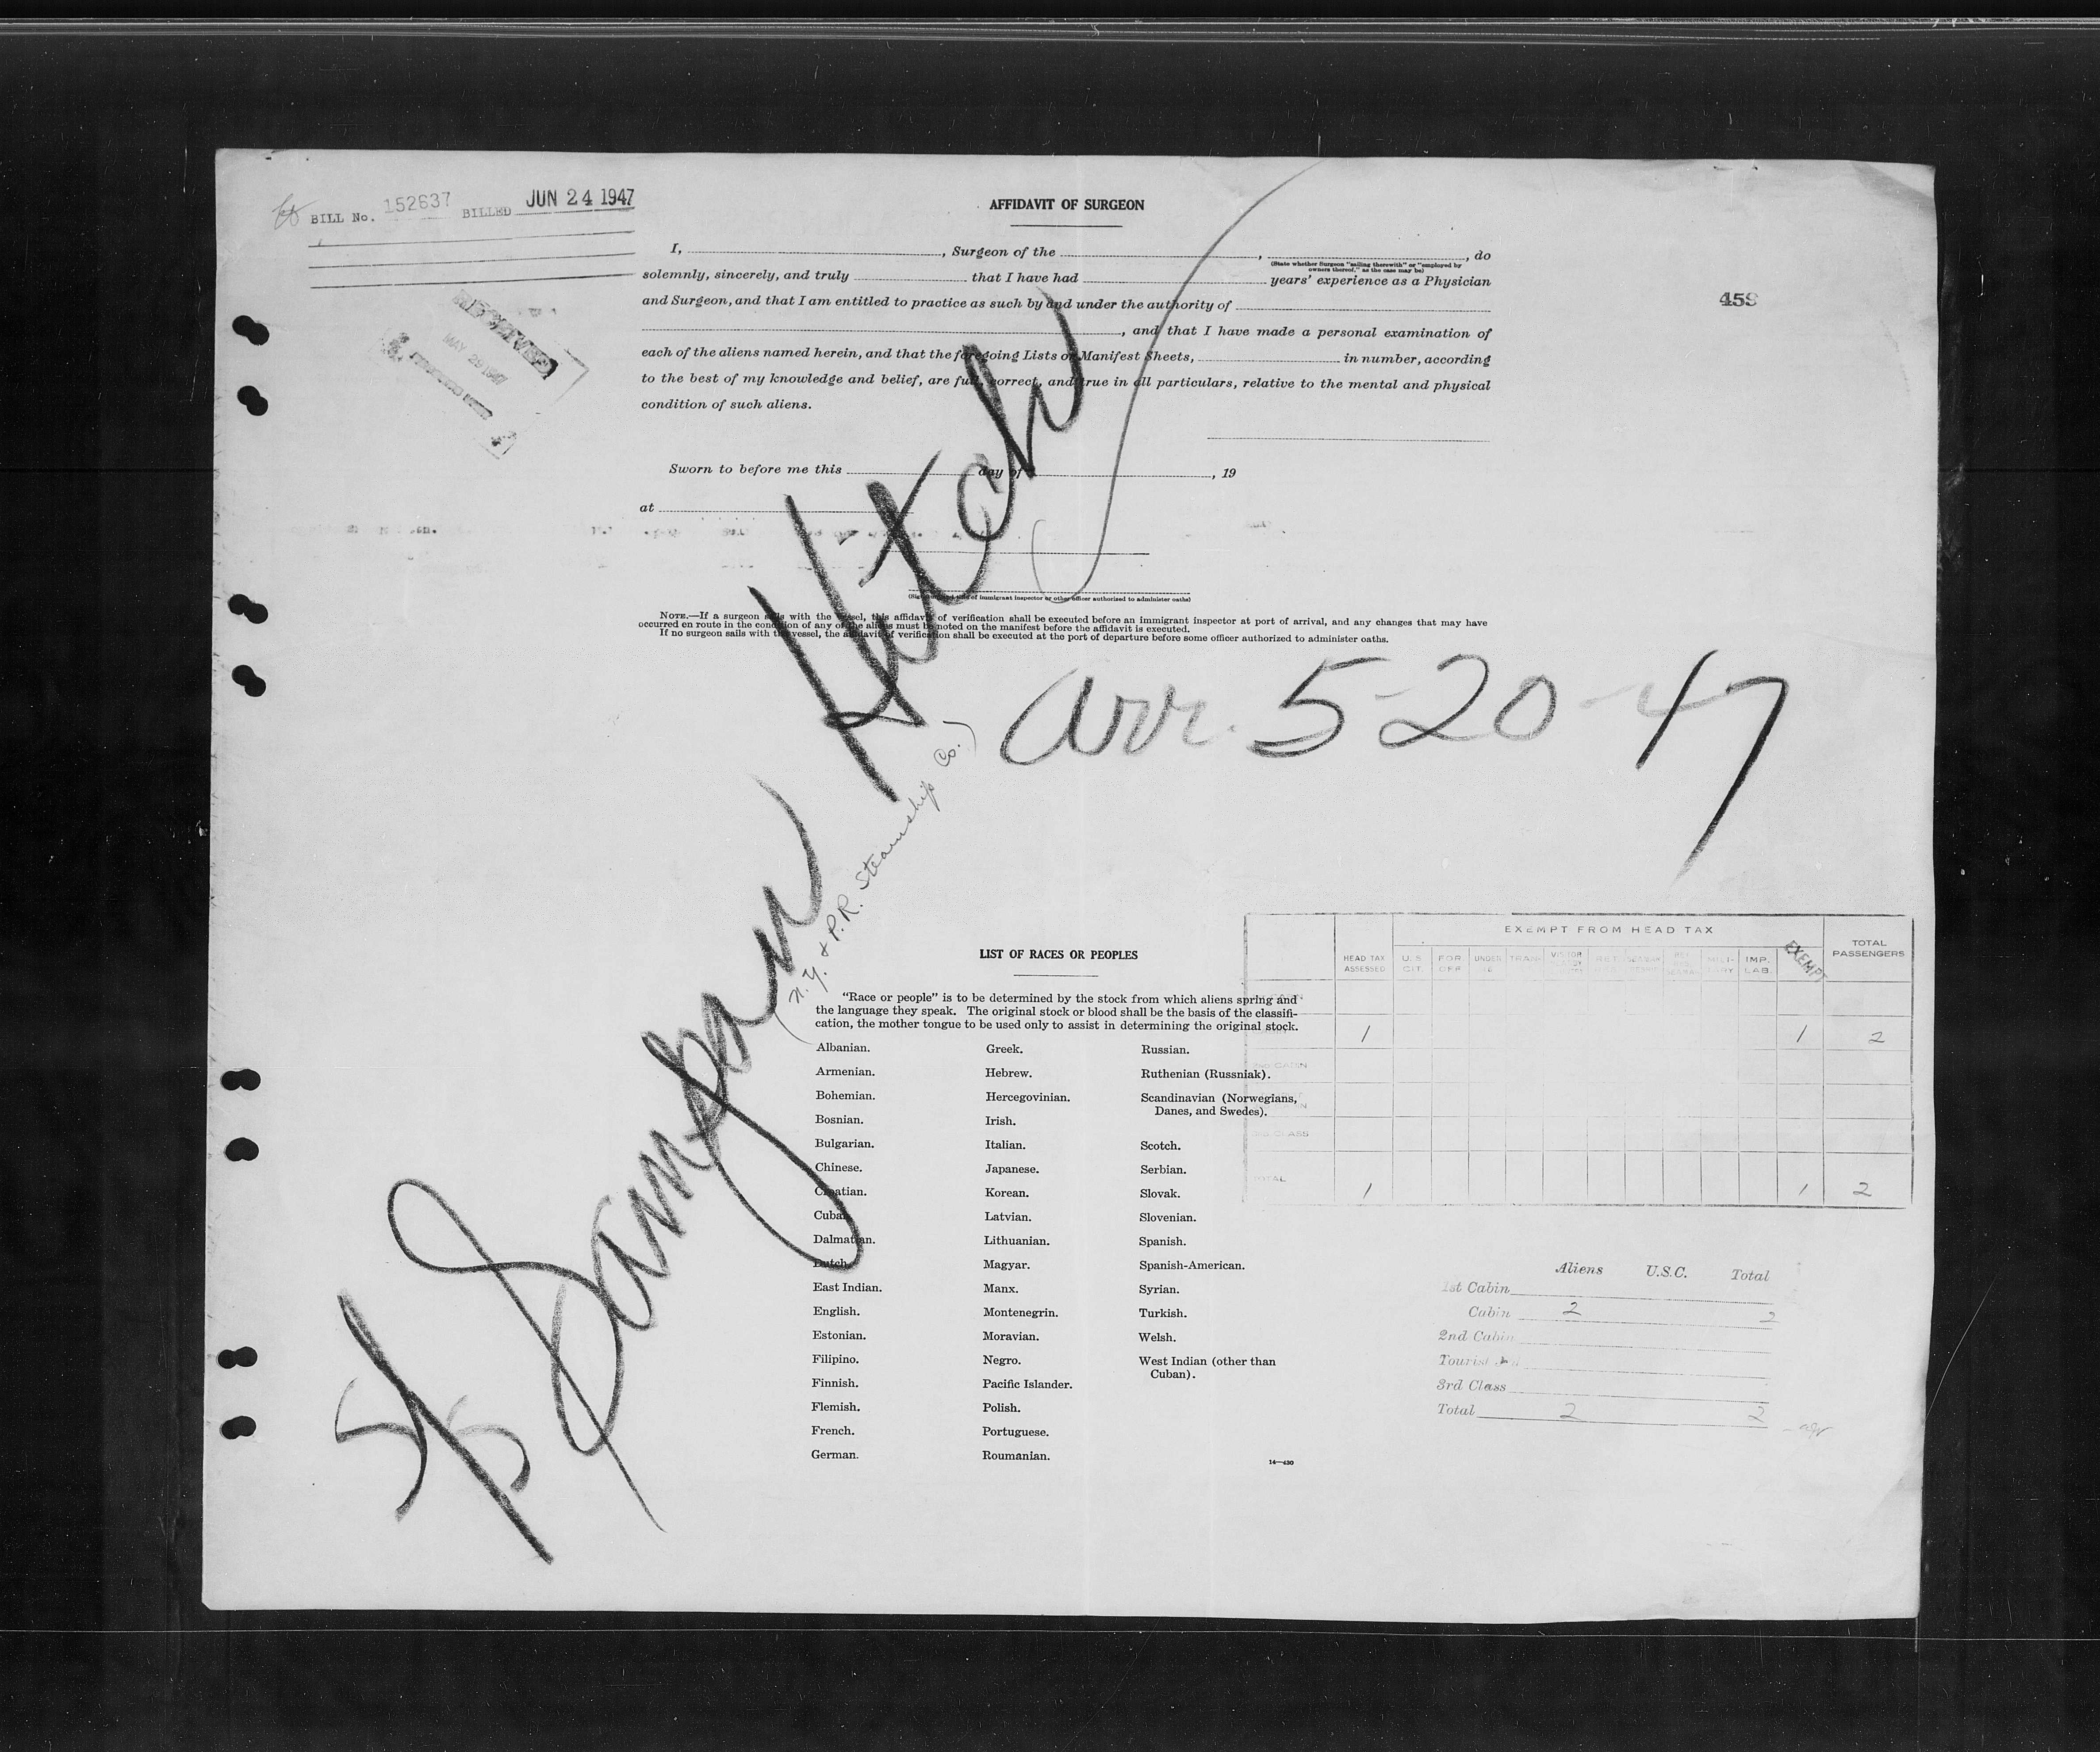 BILL No. 152637 BILLED JUN 24 1947
AFFIDAVIT OF SURGEON
I, , Surgeon of the , , do
(State whether Surgeon "sailing therewith" or "employed by
owners thereof," as the case may be)
solemnly, sincerely, and truly that I have had years' experience as a Physician
and Surgeon, and that I am entitled to practice as such by and under the authority of
, and that I have made a personal examination of
each of the aliens named herein, and that the foregoing Lists or Manifest Sheets, in number, according
to the best of my knowledge and belief, are full, correct, and true in all particulars, relative to the mental and physical
condition of such aliens.
459
MAY 29 1947
Sworn to before me this day of , 19
at
of immigrant inspector or other officer authorized to administer oaths)
NOTE.—If a surgeon sails with the vessel, this affidavit of verification shall be executed before an immigrant inspector at port of arrival, and any changes that may have
occurred en route in the condition of any of the aliens must be noted on the manifest before the affidavit is executed.
If no surgeon sails with the vessel, the affidavit of verification shall be executed at the port of departure before some officer authorized to administer oaths.
arr. 5-20-47
S/S Sampson Hitch
(N.Y. & P.R. Steamship Co.)
LIST OF RACES OR PEOPLES
"Race or people" is to be determined by the stock from which aliens spring and
the language they speak. The original stock or blood shall be the basis of the classifi-
cation, the mother tongue to be used only to assist in determining the original stock.
Albanian.
Armenian.
Bohemian.
Bosnian.
Bulgarian.
Chinese.
Croatian.
Cuban.
Dalmatian.
Dutch.
East Indian.
English.
Estonian.
Filipino.
Finnish.
Flemish.
French.
German.
Greek.
Hebrew.
Hercegovinian.
Irish.
Italian.
Japanese.
Korean.
Latvian.
Lithuanian.
Magyar.
Manx.
Montenegrin.
Moravian.
Negro.
Pacific Islander.
Polish.
Portuguese.
Roumanian.
Russian.
Ruthenian (Russniak).
Scandinavian (Norwegians,
Danes, and Swedes).
Scotch.
Serbian.
Slovak.
Slovenian.
Spanish.
Spanish-American.
Syrian.
Turkish.
Welsh.
West Indian (other than
Cuban).
14—430
EXEMPT FROM HEAD TAX
HEAD TAX ASSESSED U.S. CIT. FOR OFF UNDER TRAN IMP. LAB. EXEMPT TOTAL PASSENGERS
1 1 2
CABIN
CLASS
TOTAL 1 1 2
Aliens U.S.C. Total
1st Cabin
Cabin 2 2
2nd Cabin
Tourist
3rd Class
Total 2 2